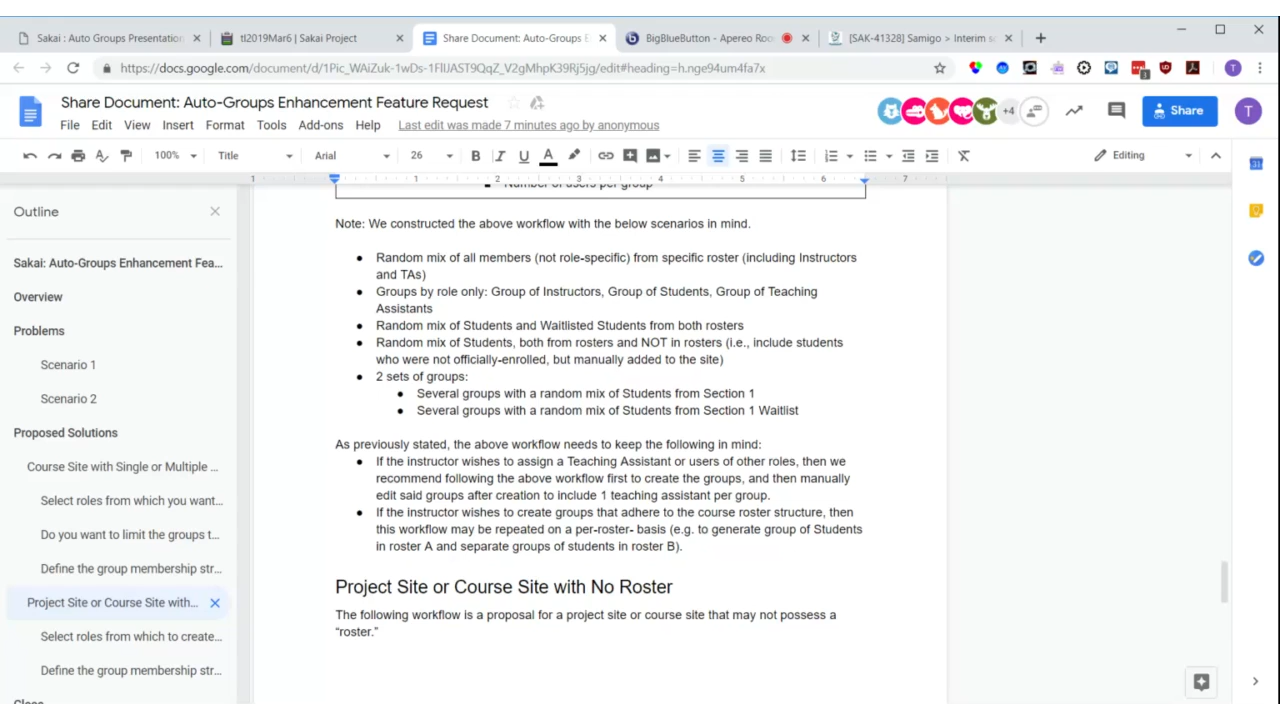 Sakai : Auto Groups Presentation
tl2019Mar6 | Sakai Project
Share Document: Auto-Groups E
BigBlueButton - Apereo Roo
[SAK-41328] Samigo > Interim s
https://docs.google.com/document/d/1Pic_WAiZuk-1wDs-1FIlJAST9QqZ_V2gMhpK39Rj5jg/edit#heading=h.nge94um4fa7x
3
T
Share Document: Auto-Groups Enhancement Feature Request
File Edit View Insert Format Tools Add-ons Help Last edit was made 7 minutes ago by anonymous
+4
Share
T
100% Title Arial 26 B I U A Editing
1 1 2 3 4 5 6 7
31
Number of users per group
Outline
Sakai: Auto-Groups Enhancement Fea...
Overview
Problems
Scenario 1
Scenario 2
Proposed Solutions
Course Site with Single or Multiple ...
Select roles from which you want...
Do you want to limit the groups t...
Define the group membership str...
Project Site or Course Site with...
Select roles from which to create...
Define the group membership str...
Close
Note: We constructed the above workflow with the below scenarios in mind.
● Random mix of all members (not role-specific) from specific roster (including Instructors
and TAs)
● Groups by role only: Group of Instructors, Group of Students, Group of Teaching
Assistants
● Random mix of Students and Waitlisted Students from both rosters
● Random mix of Students, both from rosters and NOT in rosters (i.e., include students
who were not officially-enrolled, but manually added to the site)
● 2 sets of groups:
● Several groups with a random mix of Students from Section 1
● Several groups with a random mix of Students from Section 1 Waitlist
As previously stated, the above workflow needs to keep the following in mind:
● If the instructor wishes to assign a Teaching Assistant or users of other roles, then we
recommend following the above workflow first to create the groups, and then manually
edit said groups after creation to include 1 teaching assistant per group.
● If the instructor wishes to create groups that adhere to the course roster structure, then
this workflow may be repeated on a per-roster- basis (e.g. to generate group of Students
in roster A and separate groups of students in roster B).
Project Site or Course Site with No Roster
The following workflow is a proposal for a project site or course site that may not possess a
“roster.”